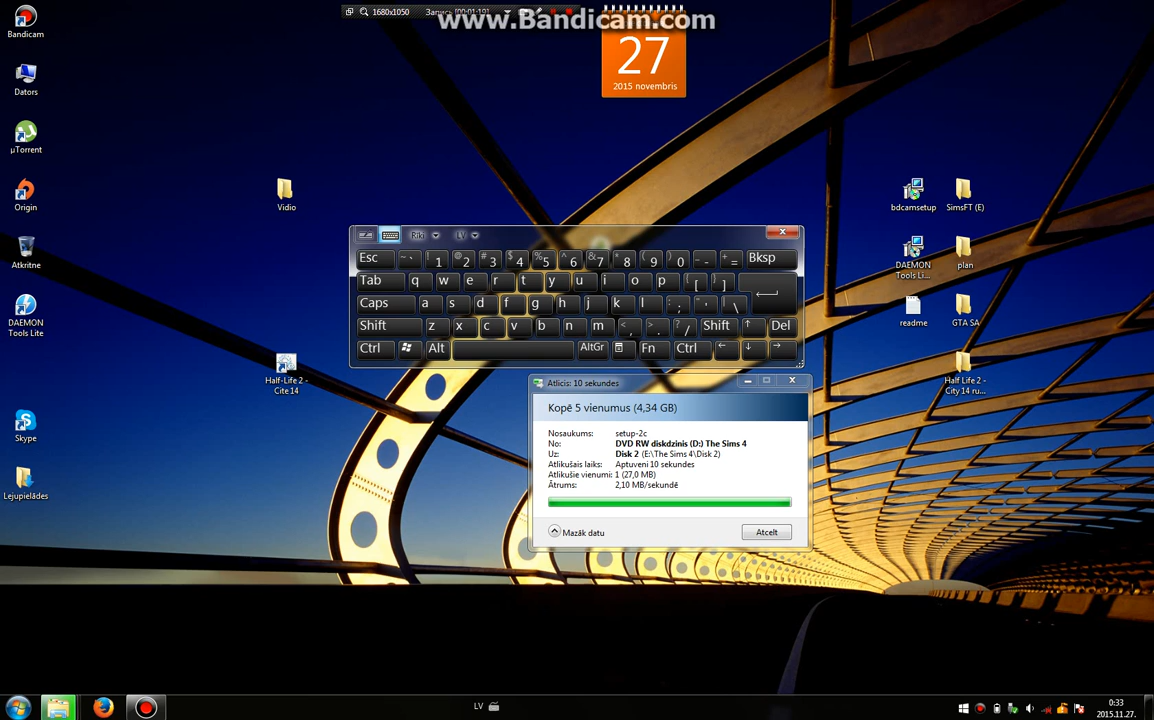 1680x1050
www.Bandicam.com
27
2015 novembris
Bandicam
Dators
µTorrent
Origin
Atkritne
DAEMON
Tools Lite
Skype
Lejupielādes
Vidio
Half-Life 2 -
Cite 14
bdcamsetup
SimsFT (E)
DAEMON
Tools Li...
plan
readme
GTA SA
Half Life 2 -
City 14 ru...
Rīki LV
Esc ~ ` ! 1 @ 2 # 3 $ 4 % 5 ^ 6 & 7 * 8 ( 9 ) 0 _ - + = Bksp
Tab q w e r t y u i o p { [ } ]
Caps a s d f g h j k l : ; " ' | \
Shift z x c v b n m < , > . ? / Shift ↑ Del
Ctrl Alt AltGr Fn Ctrl ← ↓ →
Atlicis: 10 sekundes
Kopē 5 vienumus (4,34 GB)
Nosaukums: setup-2c
No: DVD RW diskdzinis (D:) The Sims 4
Uz: Disk 2 (E:\The Sims 4\Disk 2)
Atlikušais laiks: Aptuveni 10 sekundes
Atlikušie vienumi: 1 (27,0 MB)
Ātrums: 2,10 MB/sekundē
Mazāk datu
Atcelt
LV
0:33
2015.11.27.